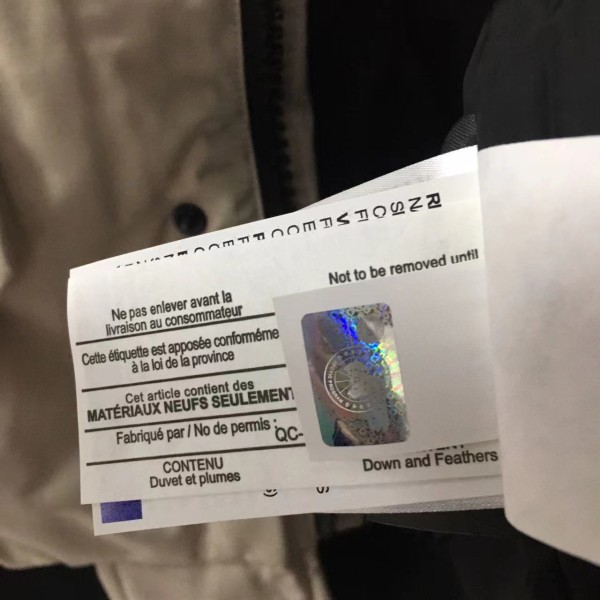 Not to be removed until
Ne pas enlever avant la
livraison au consommateur
Cette étiquette est apposée conforméme
à la loi de la province
Cet article contient des
MATÉRIAUX NEUFS SEULEMENT
Fabriqué par / No de permis :
QC-
CONTENU
Duvet et plumes
Down and Feathers